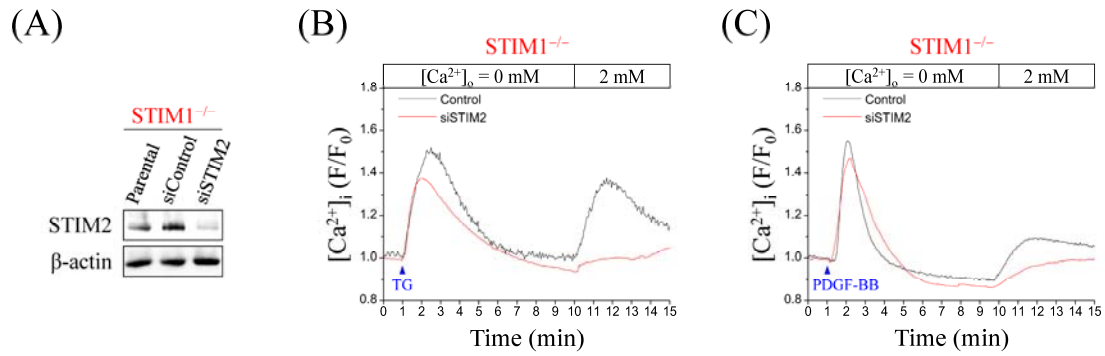 (A)
STIM1⁻/⁻
Parental
siControl
siSTIM2
STIM2
β-actin
(B)
STIM1⁻/⁻
[Ca²⁺]ₒ = 0 mM
2 mM
Control
siSTIM2
[Ca²⁺]i (F/F₀)
1.8
1.6
1.4
1.2
1.0
0.8
TG
0 1 2 3 4 5 6 7 8 9 10 11 12 13 14 15
Time (min)
(C)
STIM1⁻/⁻
[Ca²⁺]ₒ = 0 mM
2 mM
Control
siSTIM2
[Ca²⁺]i (F/F₀)
1.8
1.6
1.4
1.2
1.0
0.8
PDGF-BB
0 1 2 3 4 5 6 7 8 9 10 11 12 13 14 15
Time (min)